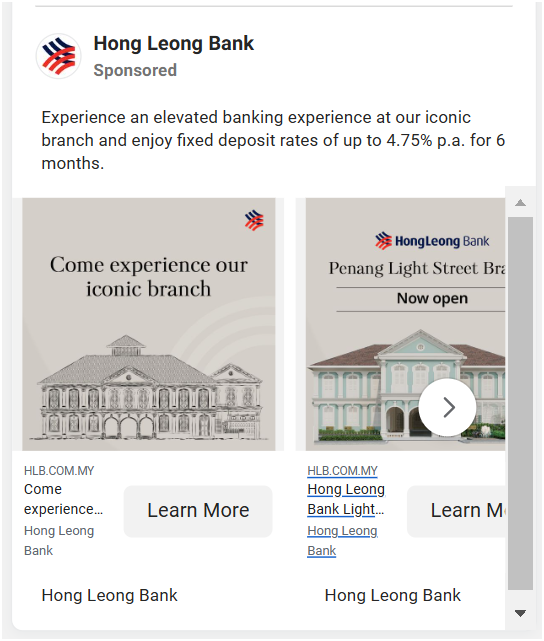 Hong Leong Bank
Sponsored
Experience an elevated banking experience at our iconic
branch and enjoy fixed deposit rates of up to 4.75% p.a. for 6
months.
Come experience our
iconic branch
HongLeong Bank
Penang Light Street Bra
Now open
HLB.COM.MY
Come
experience...
Hong Leong
Bank
Learn More
HLB.COM.MY
Hong Leong
Bank Light...
Hong Leong
Bank
Learn M
Hong Leong Bank
Hong Leong Bank